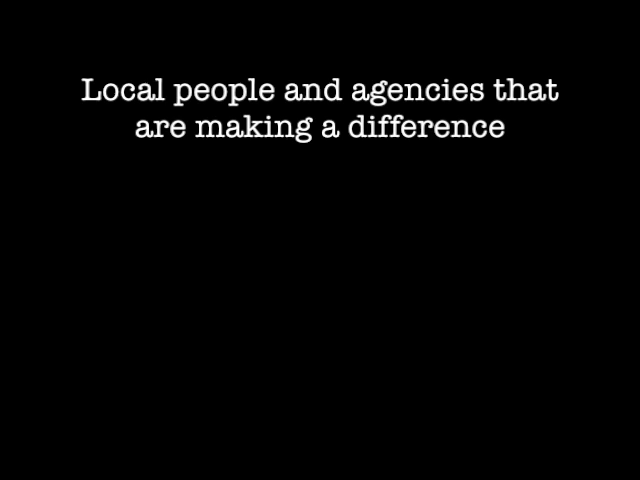 Local people and agencies that
are making a difference